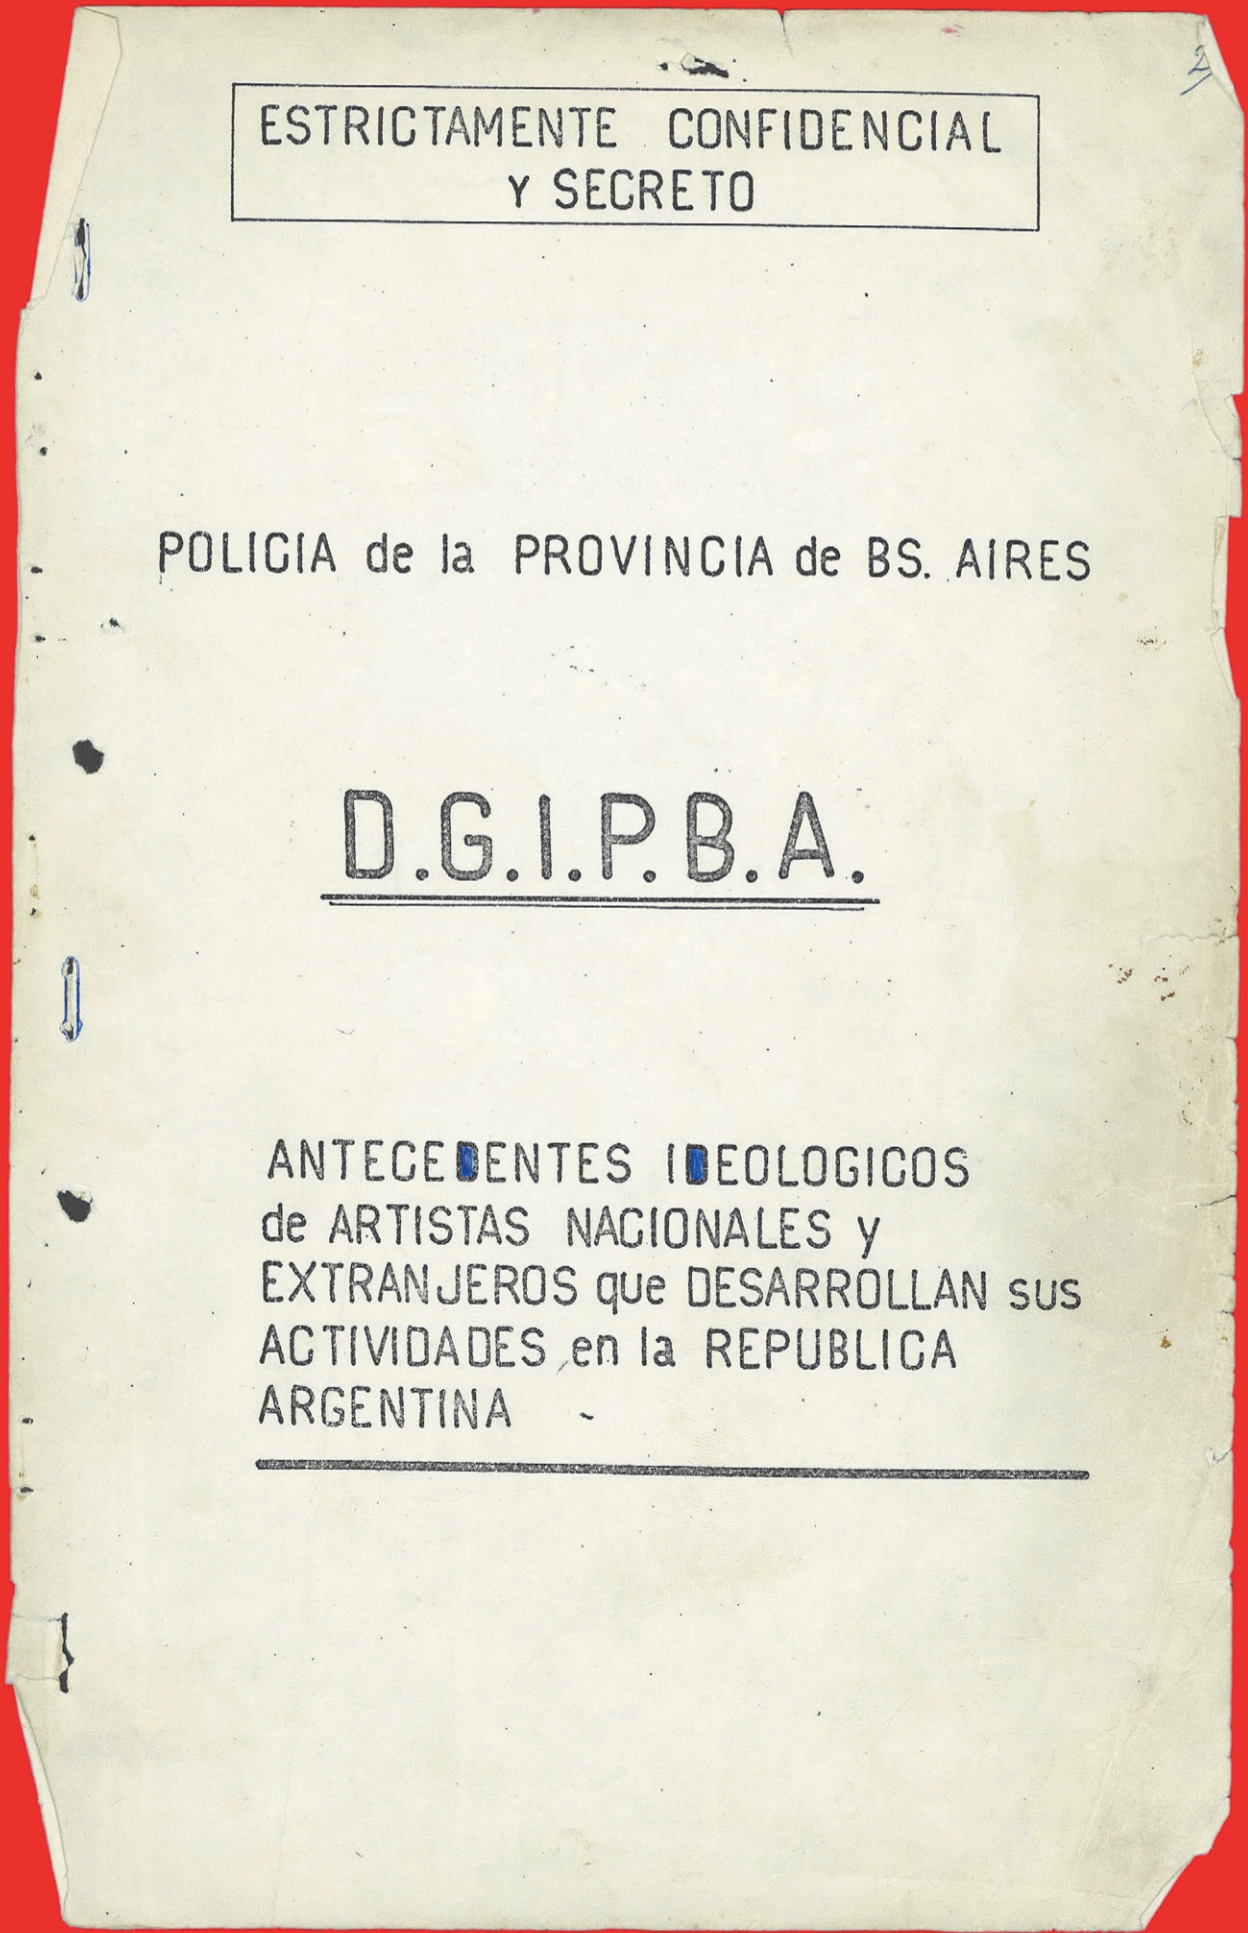 2
ESTRICTAMENTE CONFIDENCIAL
Y SECRETO
POLICIA de la PROVINCIA de BS. AIRES
D.G.I.P.B.A.
ANTECEDENTES IDEOLOGICOS
de ARTISTAS NACIONALES y
EXTRANJEROS que DESARROLLAN sus
ACTIVIDADES en la REPUBLICA
ARGENTINA -